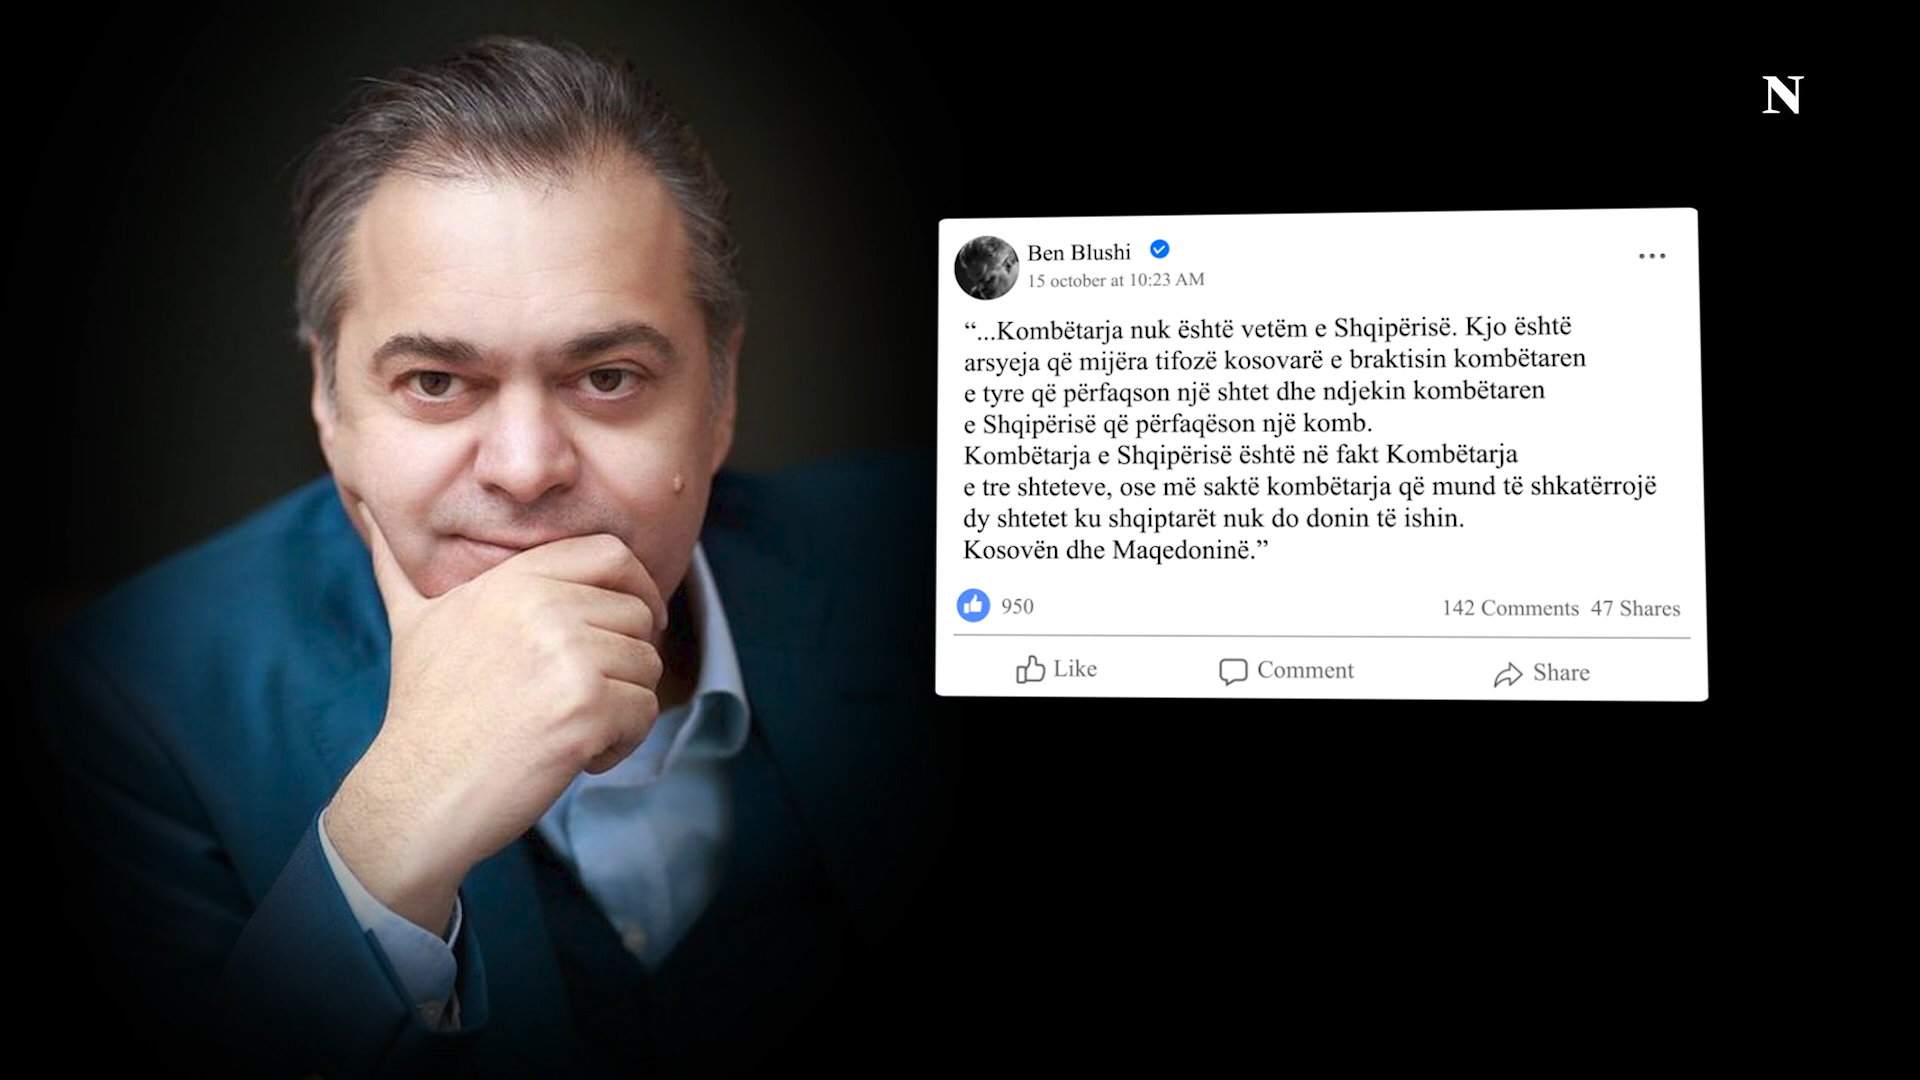 N
Ben Blushi
15 october at 10:23 AM
“...Kombëtarja nuk është vetëm e Shqipërisë. Kjo është
arsyeja që mijëra tifozë kosovarë e braktisin kombëtaren
e tyre që përfaqson një shtet dhe ndjekin kombëtaren
e Shqipërisë që përfaqëson një komb.
Kombëtarja e Shqipërisë është në fakt Kombëtarja
e tre shteteve, ose më saktë kombëtarja që mund të shkatërrojë
dy shtetet ku shqiptarët nuk do donin të ishin.
Kosovën dhe Maqedoninë.”
950
142 Comments 47 Shares
Like
Comment
Share